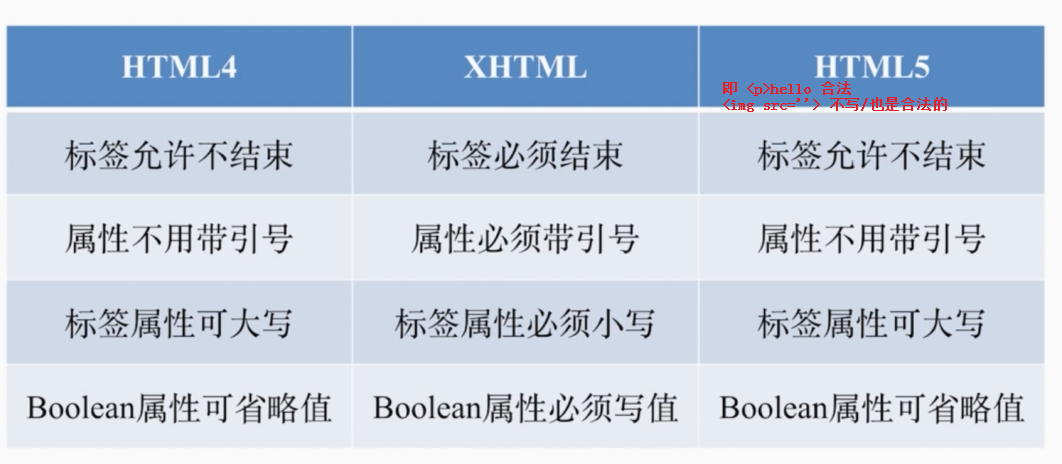 HTML4 XHTML HTML5
即 <p>hello 合法
<img src=''> 不写/也是合法的
标签允许不结束 标签必须结束 标签允许不结束
属性不用带引号 属性必须带引号 属性不用带引号
标签属性可大写 标签属性必须小写 标签属性可大写
Boolean属性可省略值 Boolean属性必须写值 Boolean属性可省略值